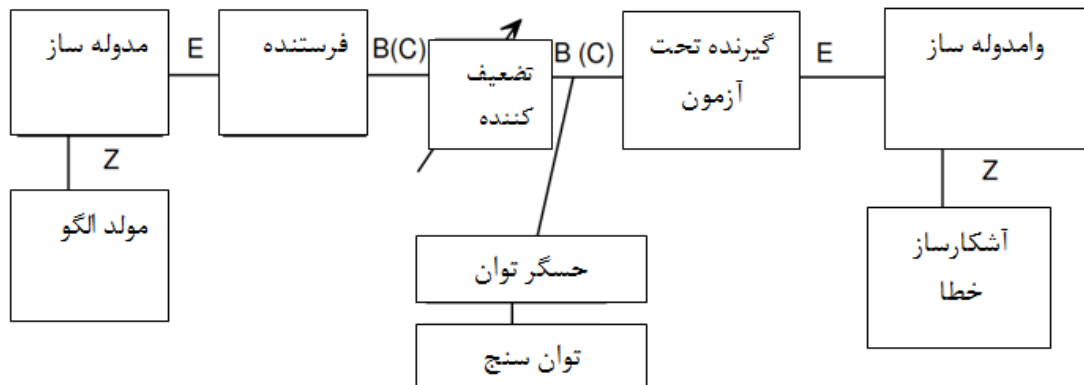 مدوله ساز
E
فرستنده
B(C)
تضعیف
کننده
B (C)
گیرنده تحت
آزمون
E
وامدوله ساز
Z
Z
مولد الگو
آشکارساز
خطا
حسگر توان
توان سنج